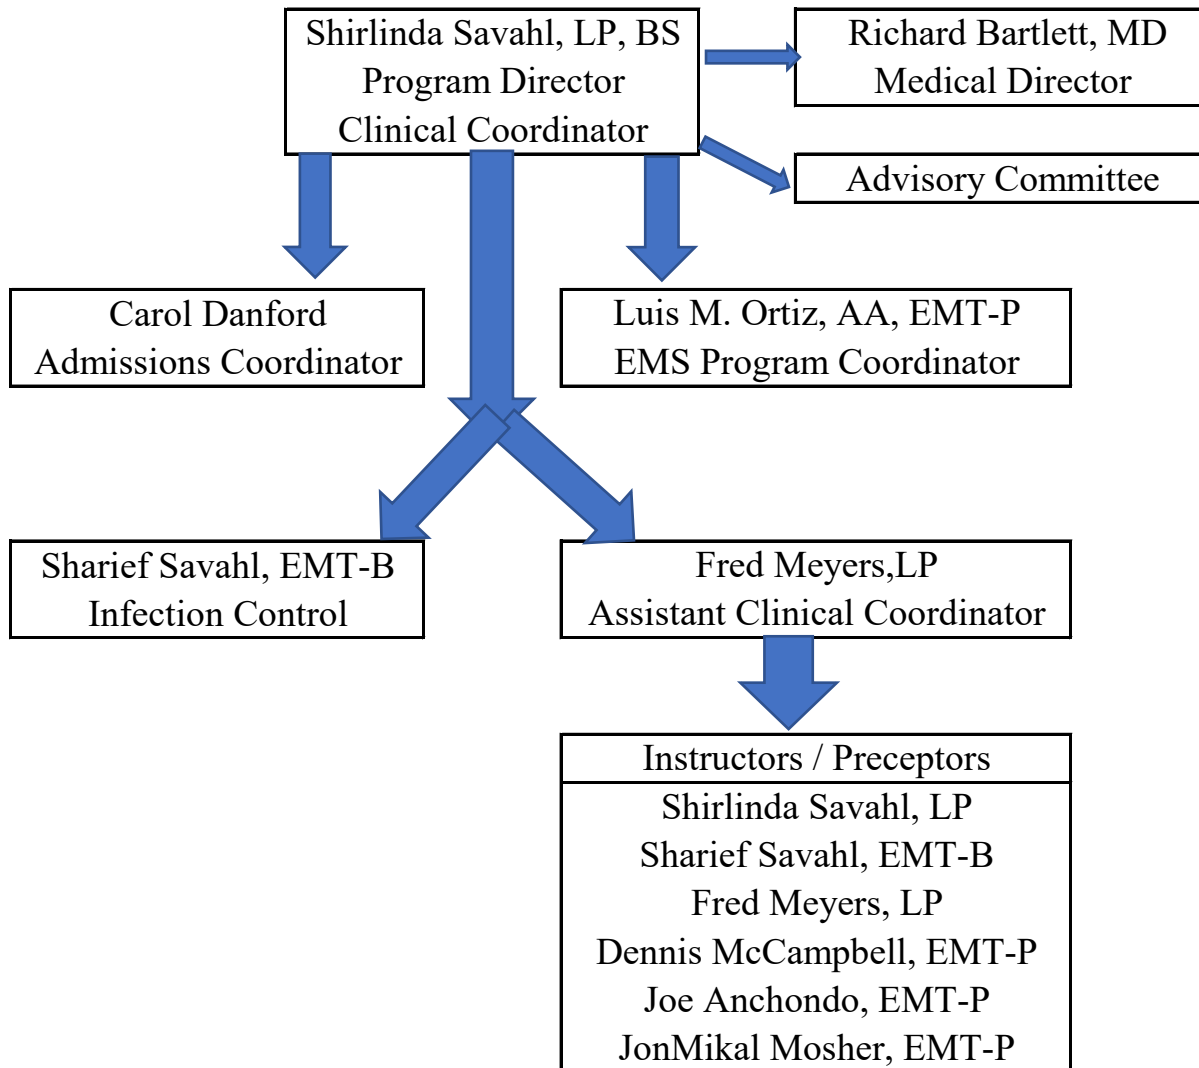 Shirlinda Savahl, LP, BS
Program Director
Clinical Coordinator
Richard Bartlett, MD
Medical Director
Advisory Committee
Carol Danford
Admissions Coordinator
Luis M. Ortiz, AA, EMT-P
EMS Program Coordinator
Sharief Savahl, EMT-B
Infection Control
Fred Meyers,LP
Assistant Clinical Coordinator
Instructors / Preceptors
Shirlinda Savahl, LP
Sharief Savahl, EMT-B
Fred Meyers, LP
Dennis McCampbell, EMT-P
Joe Anchondo, EMT-P
JonMikal Mosher, EMT-P